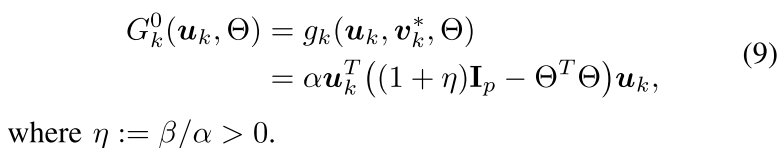 G_k^0(u_k, Θ) = g_k(u_k, v_k^*, Θ)
= αu_k^T((1 + η)I_p − Θ^TΘ)u_k, (9)
where η := β/α > 0.